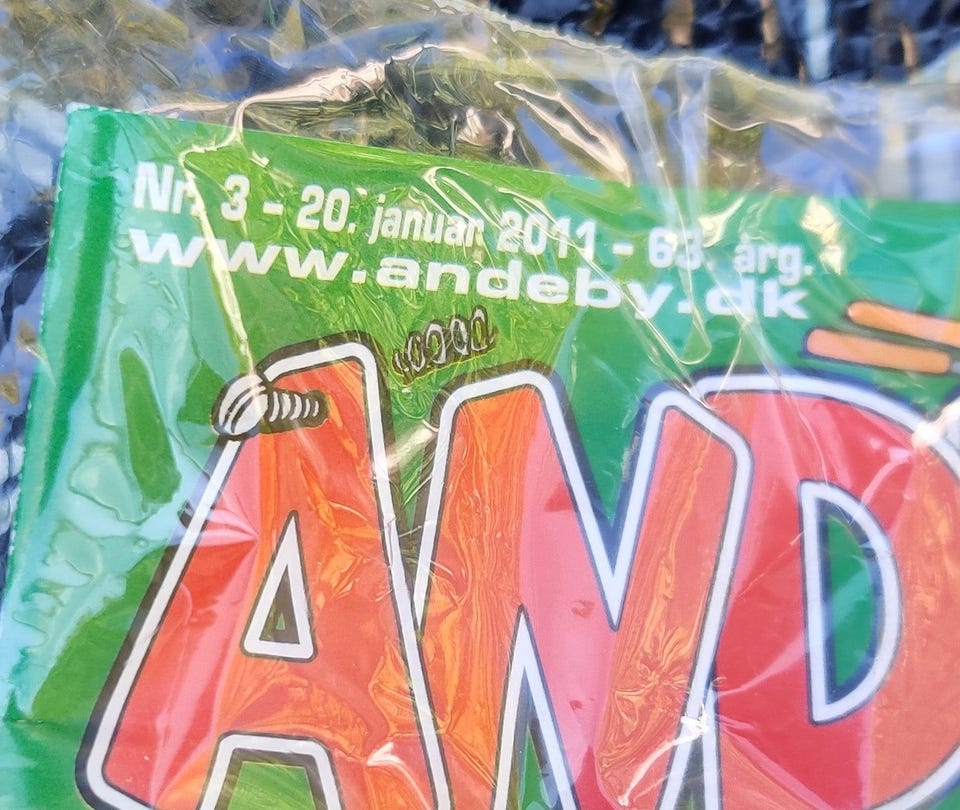 Nr. 3 - 20. januar 2011 - 63. årg.
www.andeby.dk
AND